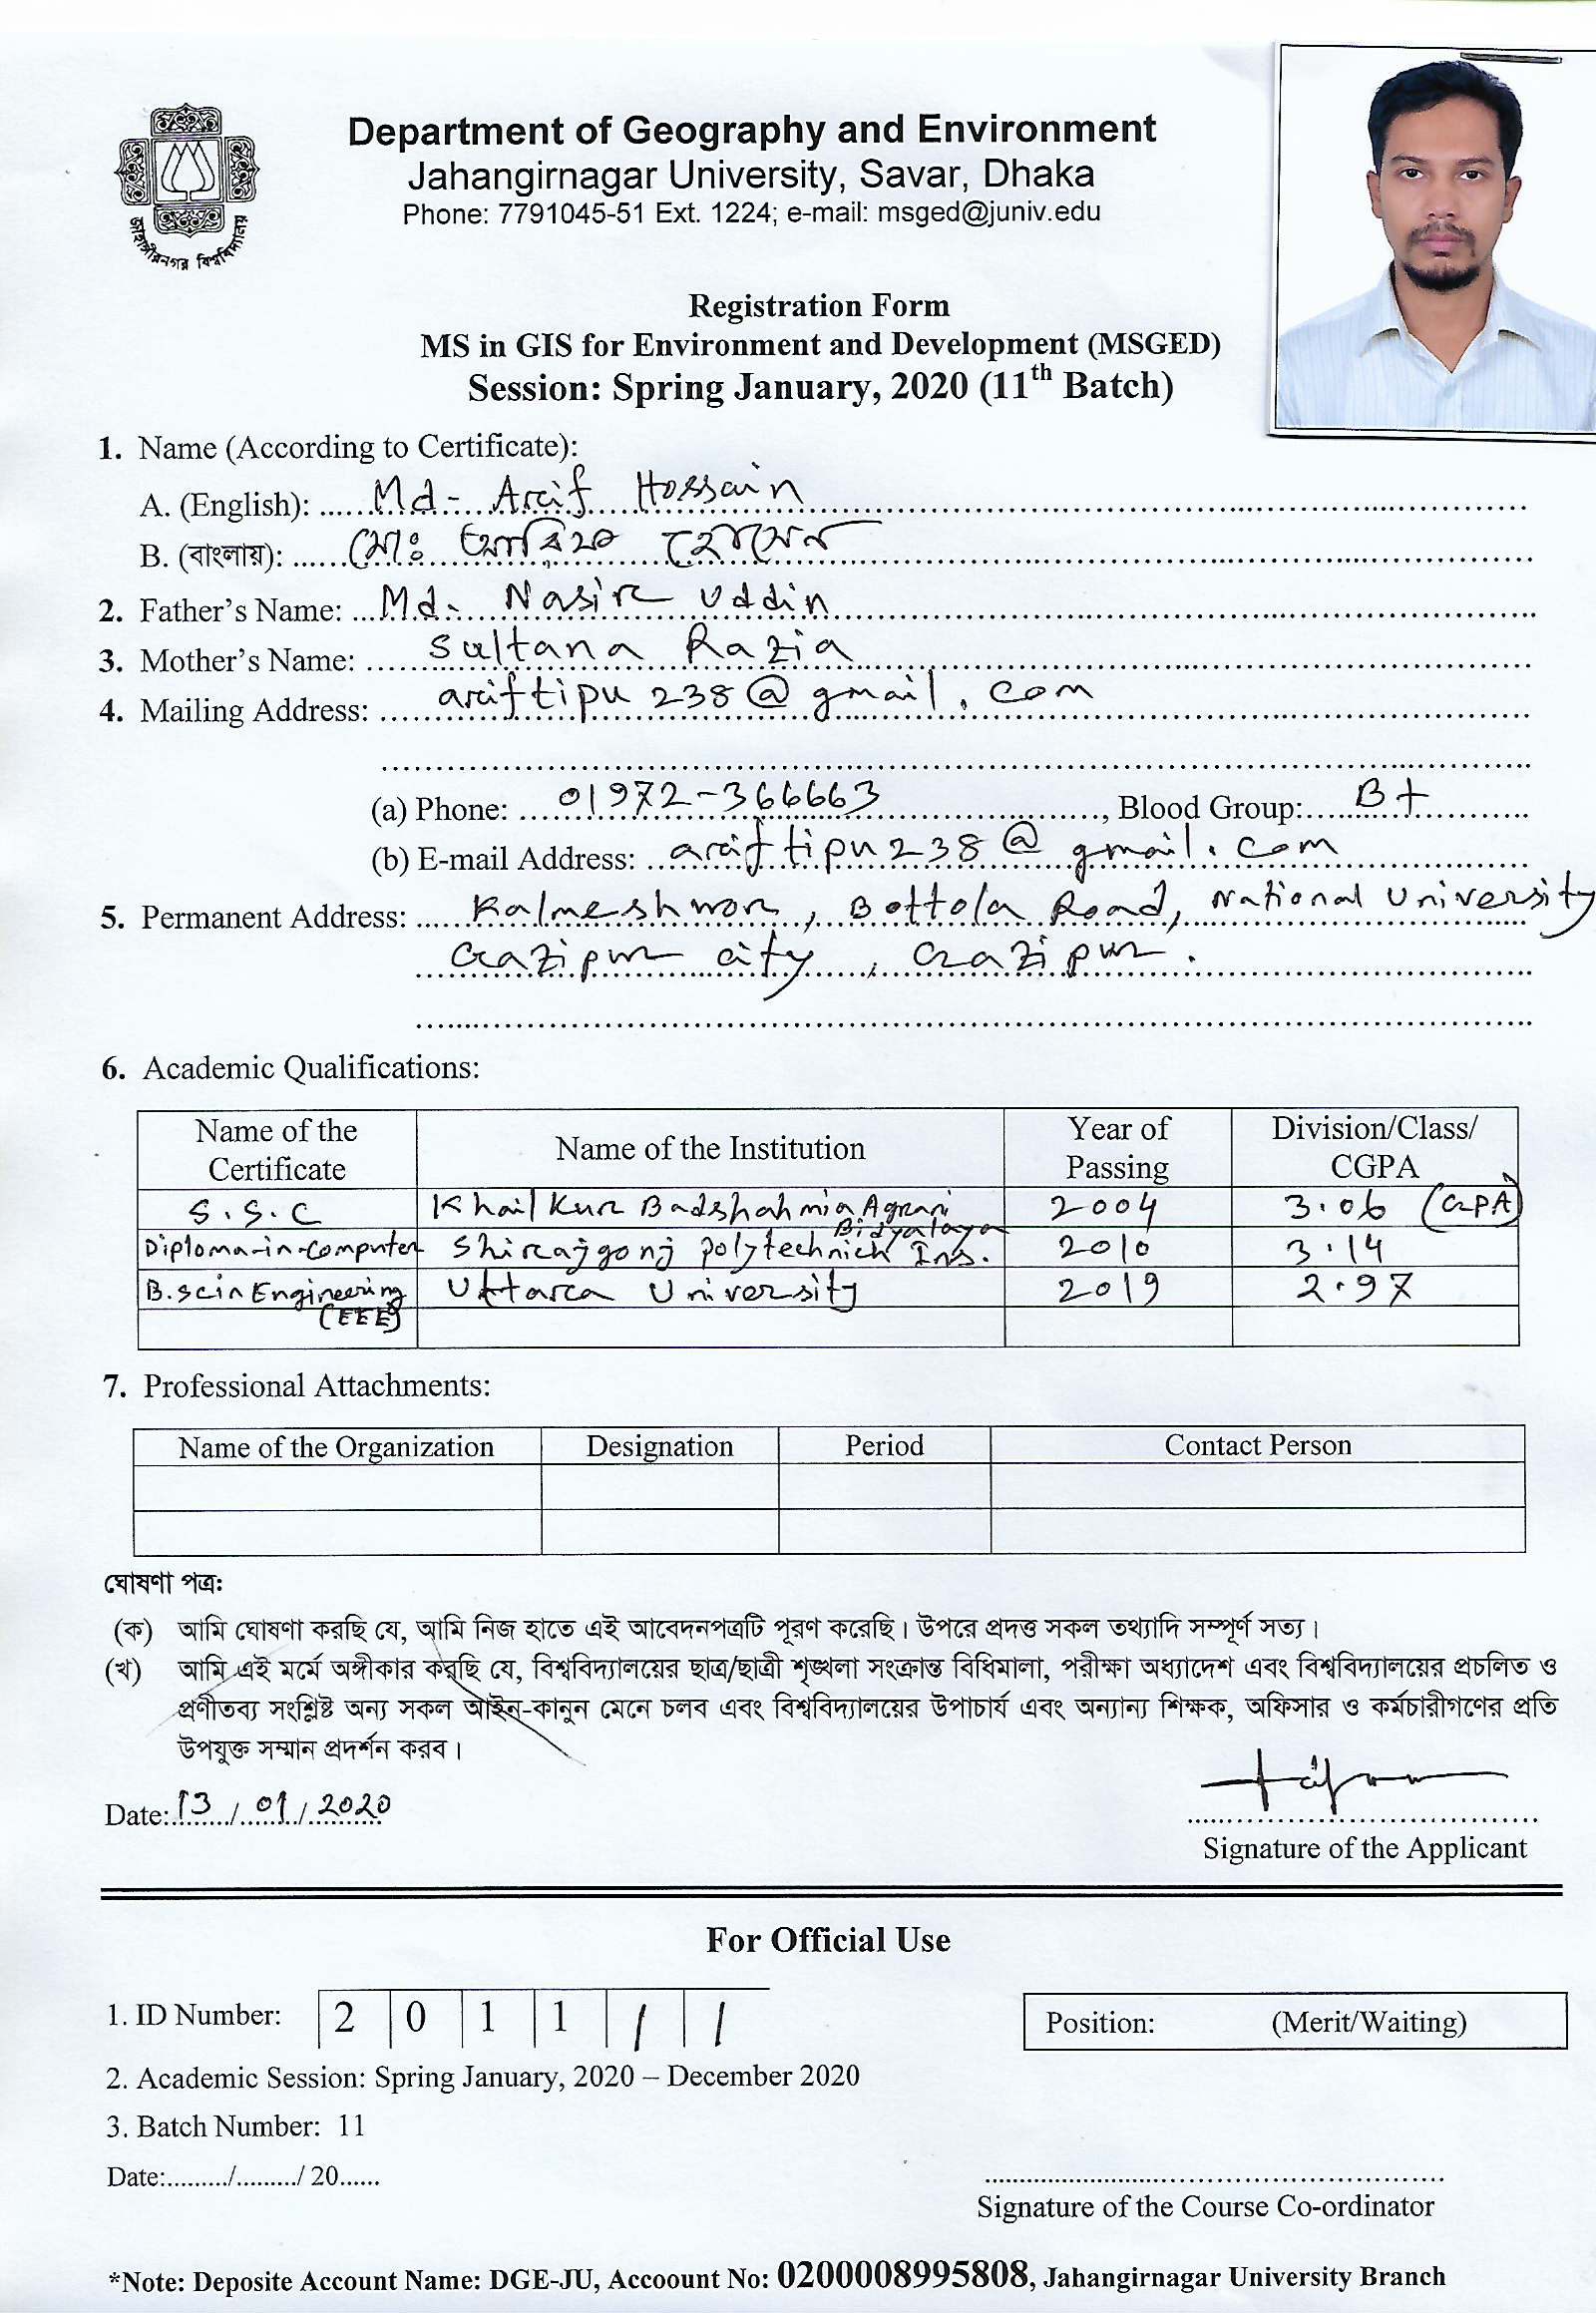 জাহাঙ্গীরনগর বিশ্ববিদ্যালয়
Department of Geography and Environment
Jahangirnagar University, Savar, Dhaka
Phone: 7791045-51 Ext. 1224; e-mail: msged@juniv.edu
Registration Form
MS in GIS for Environment and Development (MSGED)
Session: Spring January, 2020 (11th Batch)
1. Name (According to Certificate):
A. (English): Md. Arif Hossain
B. (বাংলায়): মোঃ আরিফ হোসেন
2. Father's Name: Md. Nasir Uddin
3. Mother's Name: Sultana Razia
4. Mailing Address: ariftipu238@gmail.com
(a) Phone: 01972-366663, Blood Group: B+
(b) E-mail Address: ariftipu238@gmail.com
5. Permanent Address: Kalmeshwor, Bottola Road, National University
Gazipur city, Gazipur.
6. Academic Qualifications:
Name of the Certificate Name of the Institution Year of Passing Division/Class/ CGPA
S.S.C Khailkur Badshahmia Agrani Bidyalaya 2004 3.06 (GPA)
Diploma-in-Computer Shirajgonj Polytechnich Ins. 2010 3.14
B.sc in Engineering (EEE) Uttara University 2019 2.97
7. Professional Attachments:
Name of the Organization Designation Period Contact Person
ঘোষণা পত্র:
(ক) আমি ঘোষণা করছি যে, আমি নিজ হাতে এই আবেদনপত্রটি পূরণ করেছি। উপরে প্রদত্ত সকল তথ্যাদি সম্পূর্ণ সত্য।
(খ) আমি এই মর্মে অঙ্গীকার করছি যে, বিশ্ববিদ্যালয়ের ছাত্র/ছাত্রী শৃঙ্খলা সংক্রান্ত বিধিমালা, পরীক্ষা অধ্যাদেশ এবং বিশ্ববিদ্যালয়ের প্রচলিত ও
প্রণীতব্য সংশ্লিষ্ট অন্য সকল আইন-কানুন মেনে চলব এবং বিশ্ববিদ্যালয়ের উপাচার্য এবং অন্যান্য শিক্ষক, অফিসার ও কর্মচারীগণের প্রতি
উপযুক্ত সম্মান প্রদর্শন করব।
Date: 13/01/2020
Signature of the Applicant
For Official Use
1. ID Number: 2 0 1 1 / /
Position: (Merit/Waiting)
2. Academic Session: Spring January, 2020 – December 2020
3. Batch Number: 11
Date:........./........./ 20......
Signature of the Course Co-ordinator
*Note: Deposite Account Name: DGE-JU, Accoount No: 0200008995808, Jahangirnagar University Branch